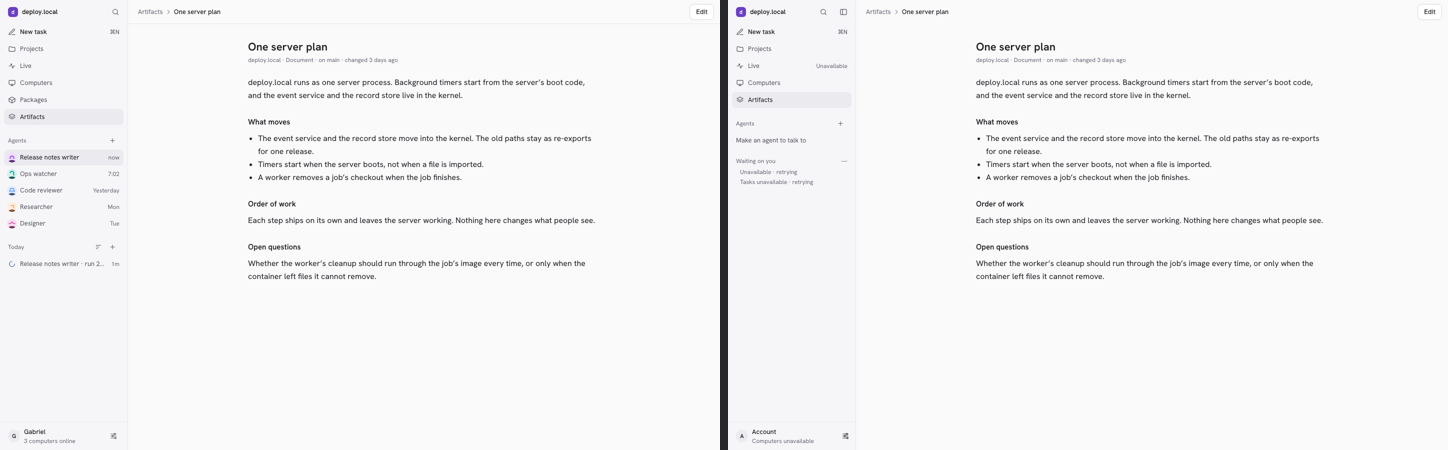 deploy.local
New task ⌘N
Projects
Live
Computers
Packages
Artifacts
Agents
Release notes writer now
Ops watcher 7:02
Code reviewer Yesterday
Researcher Mon
Designer Tue
Today
Release notes writer · run 2... 1m
G Gabriel
3 computers online
Artifacts > One server plan Edit
One server plan
deploy.local · Document · on main · changed 3 days ago
deploy.local runs as one server process. Background timers start from the server’s boot code,
and the event service and the record store live in the kernel.
What moves
• The event service and the record store move into the kernel. The old paths stay as re-exports
for one release.
• Timers start when the server boots, not when a file is imported.
• A worker removes a job’s checkout when the job finishes.
Order of work
Each step ships on its own and leaves the server working. Nothing here changes what people see.
Open questions
Whether the worker’s cleanup should run through the job’s image every time, or only when the
container left files it cannot remove.
deploy.local
New task ⌘N
Projects
Live Unavailable
Computers
Artifacts
Agents
Make an agent to talk to
Waiting on you
Unavailable · retrying
Tasks unavailable · retrying
A Account
Computers unavailable
Artifacts > One server plan Edit
One server plan
deploy.local · Document · on main · changed 3 days ago
deploy.local runs as one server process. Background timers start from the server’s boot code,
and the event service and the record store live in the kernel.
What moves
• The event service and the record store move into the kernel. The old paths stay as re-exports
for one release.
• Timers start when the server boots, not when a file is imported.
• A worker removes a job’s checkout when the job finishes.
Order of work
Each step ships on its own and leaves the server working. Nothing here changes what people see.
Open questions
Whether the worker’s cleanup should run through the job’s image every time, or only when the
container left files it cannot remove.